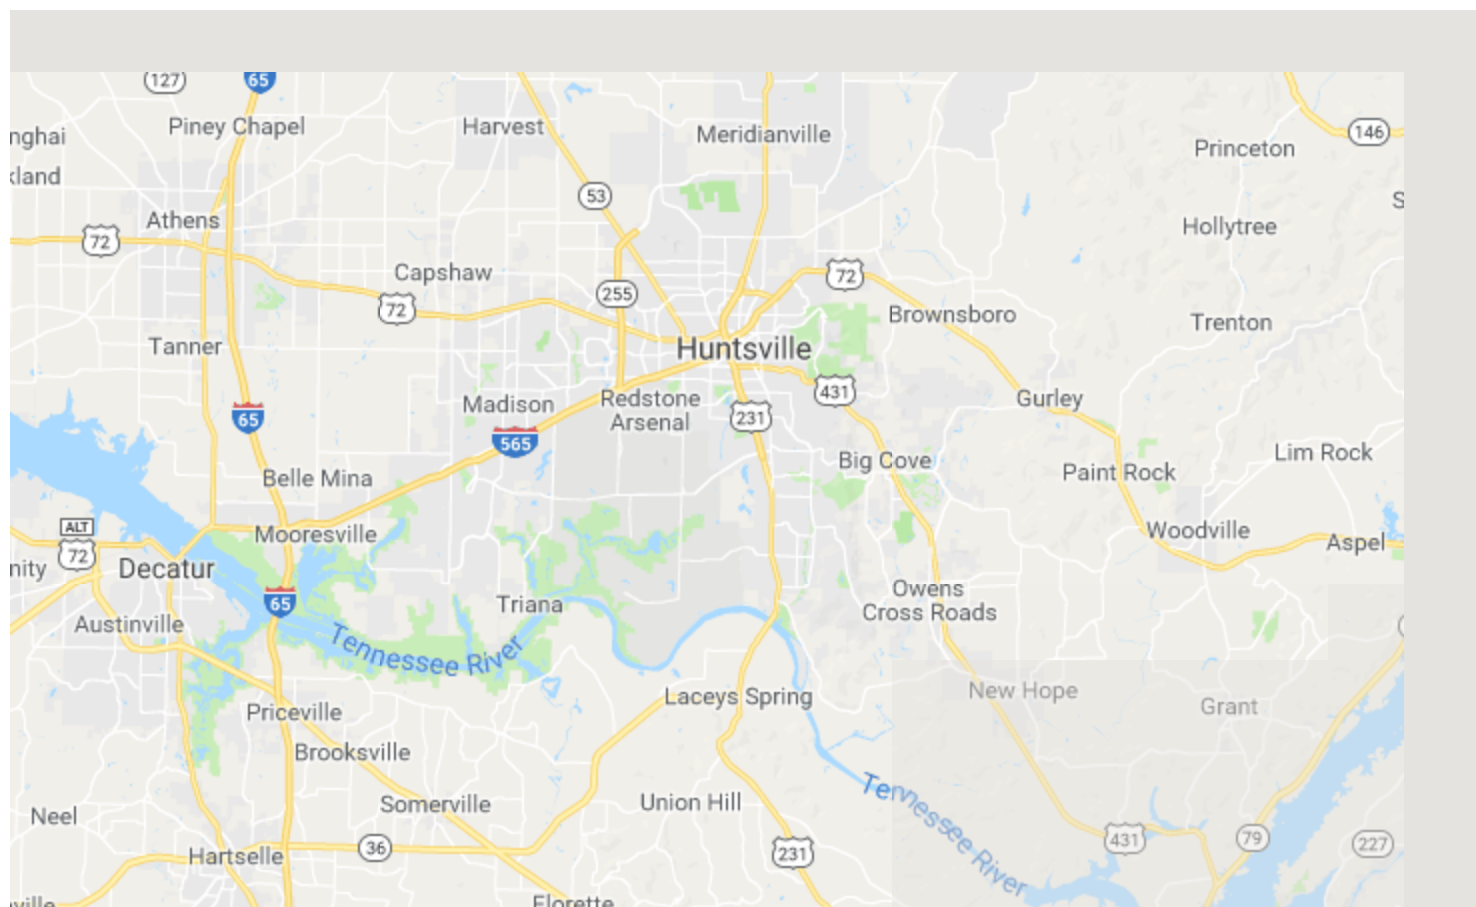 127
65
Piney Chapel
Harvest
Meridianville
146
nghai
Princeton
kland
53
S
Athens
Hollytree
72
Capshaw
72
255
72
Brownsboro
Trenton
Tanner
Huntsville
431
Madison
Redstone
Arsenal
Gurley
65
231
565
Lim Rock
Big Cove
Paint Rock
Belle Mina
ALT
72
Mooresville
Woodville
Aspel
nity
Decatur
65
Triana
Owens
Cross Roads
Austinville
Tennessee River
New Hope
Laceys Spring
Grant
Priceville
Brooksville
Tennessee River
Somerville
Union Hill
Neel
431
79
227
36
231
Hartselle
ville
Florette